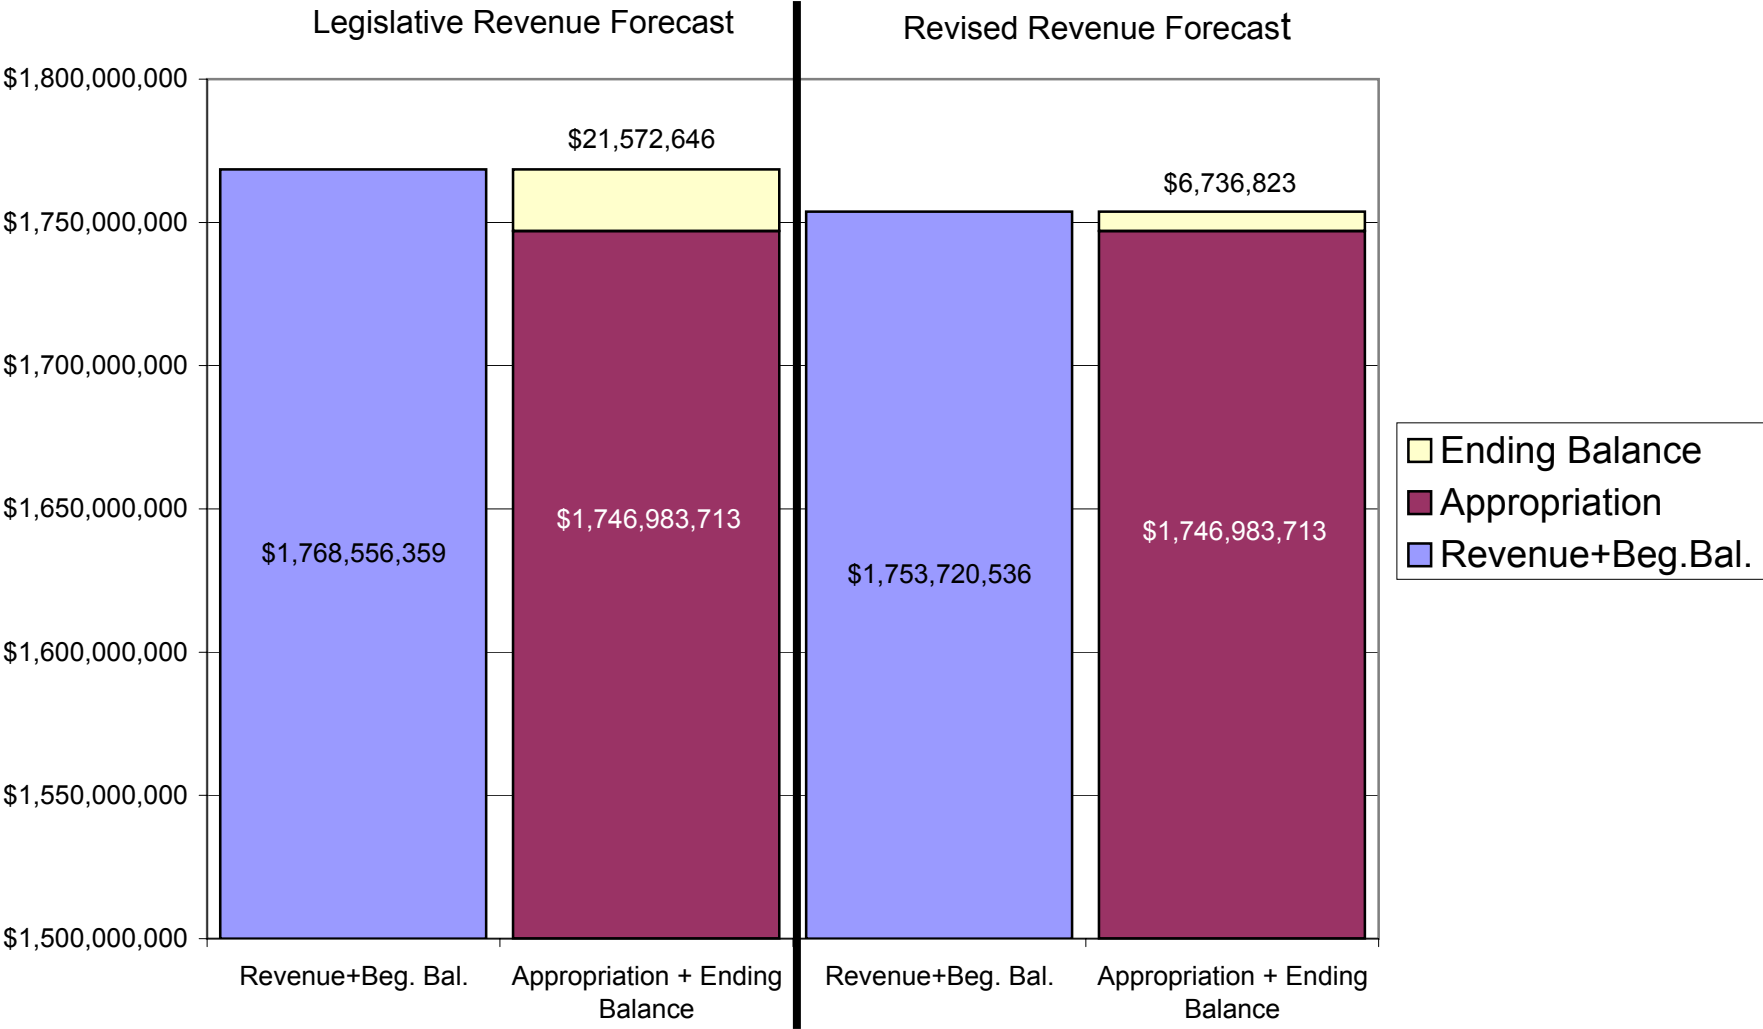 Legislative Revenue Forecast
Revised Revenue Forecast
$1,800,000,000
$1,750,000,000
$1,700,000,000
$1,650,000,000
$1,600,000,000
$1,550,000,000
$1,500,000,000
$21,572,646
$6,736,823
$1,768,556,359
$1,746,983,713
$1,753,720,536
$1,746,983,713
Revenue+Beg. Bal.
Appropriation + Ending
Balance
Revenue+Beg. Bal.
Appropriation + Ending
Balance
Ending Balance
Appropriation
Revenue+Beg.Bal.